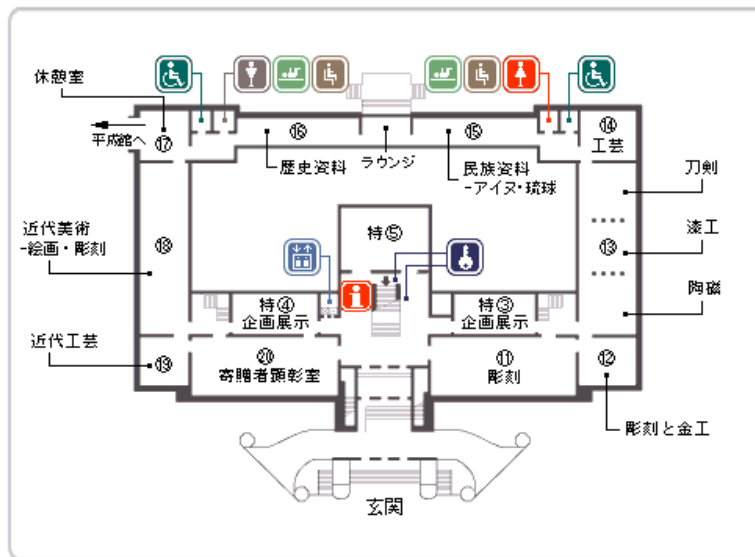 休憩室
平成館へ
⑰
⑯
歴史資料
ラウンジ
⑮
民族資料
-アイヌ・琉球
⑭
工芸
刀剣
近代美術
-絵画・彫刻
⑱
特⑤
⑬
漆工
陶磁
特④
企画展示
特③
企画展示
近代工芸
⑲
⑳
寄贈者顕彰室
⑪
彫刻
⑫
彫刻と金工
玄関